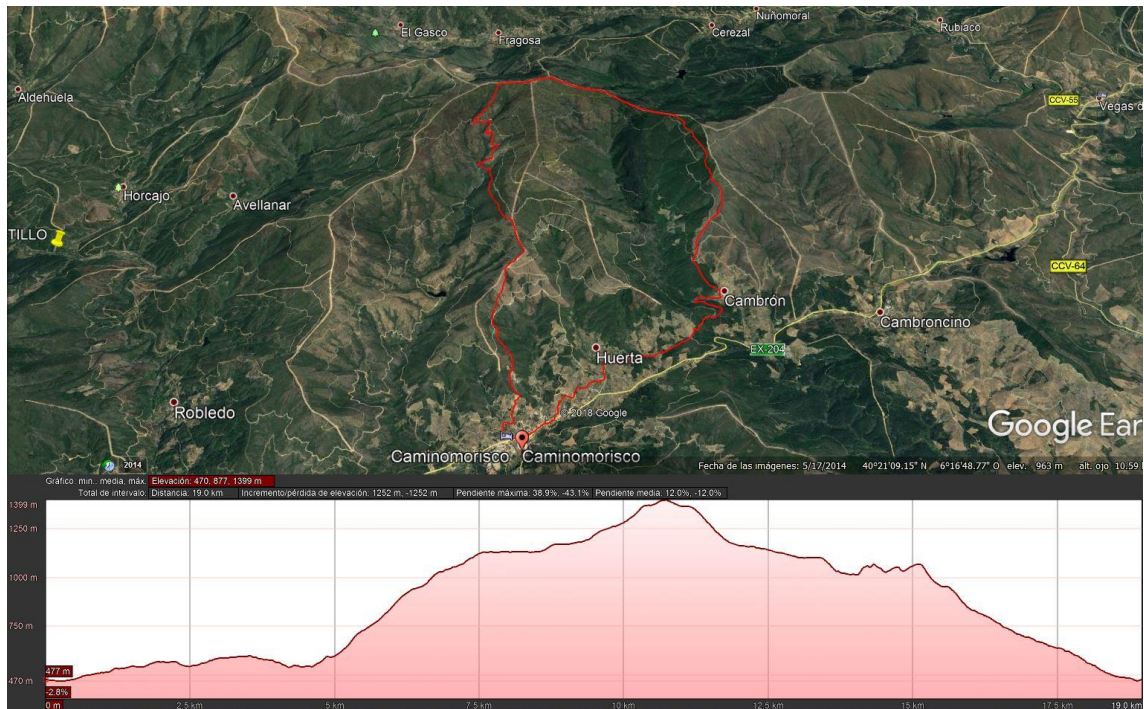 El Gasco
Fragosa
Nuñomoral
Cerezal
Rubiaco
Aldehuela
CCV-55
Vegas d
Horcajo
Avellanar
TILLO
CCV-64
Cambrón
Cambroncino
EX-204
Huerta
Robledo
© 2018 Google
Google Ear
Caminomorisco Caminomorisco
2014
Fecha de las imágenes: 5/17/2014 40°21'09.15" N 6°16'48.77" O elev. 963 m alt. ojo 10.59
Gráfico: min., media, máx. Elevación: 470, 877, 1399 m
Total de intervalo: Distancia: 19.0 km Incremento/pérdida de elevación: 1252 m, -1252 m Pendiente máxima: 38.9%, -43.1% Pendiente media: 12.0%, -12.0%
1399 m
1250 m
1000 m
750 m
477 m
470 m
-2.8%
0 m 2.5 km 5 km 7.5 km 10 km 12.5 km 15 km 17.5 km 19.0 km